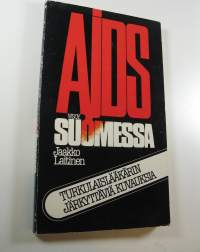 AIDS
SUOMESSA
Jaakko
Laitinen
TURKULAISLÄÄKÄRIN
JÄRKYTTÄVIÄ KUVAUKSIA